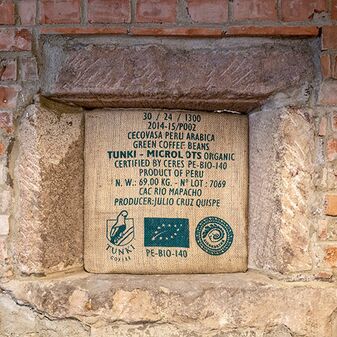 30 / 24 / 1300
2014-15/P002
CECOVASA PERU ARABICA
GREEN COFFEE BEANS
TUNKI - MICROLOTS ORGANIC
CERTIFIED BY CERES PE-BIO-140
PRODUCT OF PERU
N. W.: 69,00 KG. - N° LOT : 7069
CAC RIO MAPACHO
PRODUCER: JULIO CRUZ QUISPE
TUNKI
PE-BIO-140